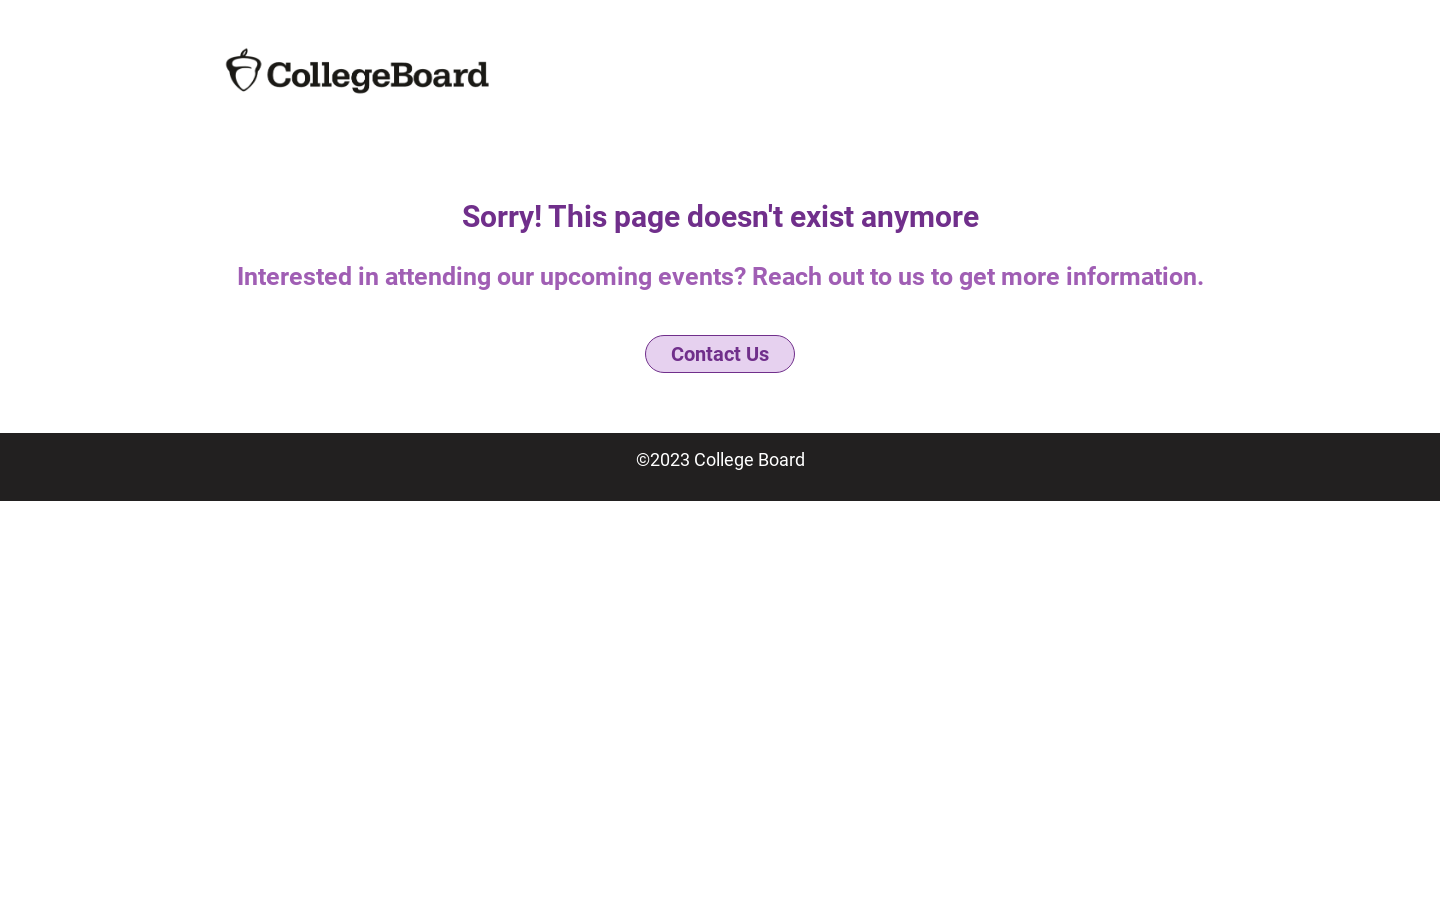 CollegeBoard
Sorry! This page doesn't exist anymore
Interested in attending our upcoming events? Reach out to us to get more information.
Contact Us
©2023 College Board